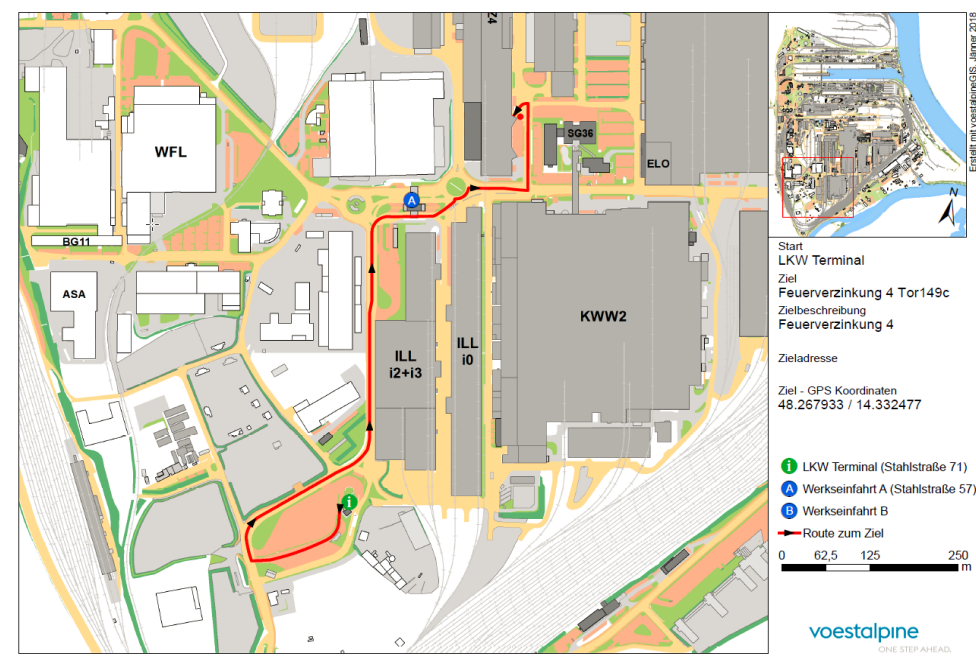 Z4
WFL
SG36
ELO
A
BG11
ASA
KWW2
ILL
i2+i3
ILL
i0
i
N
Erstellt mit voestalpineGIS, Jänner 2018
Start
LKW Terminal
Ziel
Feuerverzinkung 4 Tor149c
Zielbeschreibung
Feuerverzinkung 4
Zieladresse
Ziel - GPS Koordinaten
48.267933 / 14.332477
i LKW Terminal (Stahlstraße 71)
A Werkseinfahrt A (Stahlstraße 57)
B Werkseinfahrt B
Route zum Ziel
0 62,5 125 250
m
voestalpine
ONE STEP AHEAD.